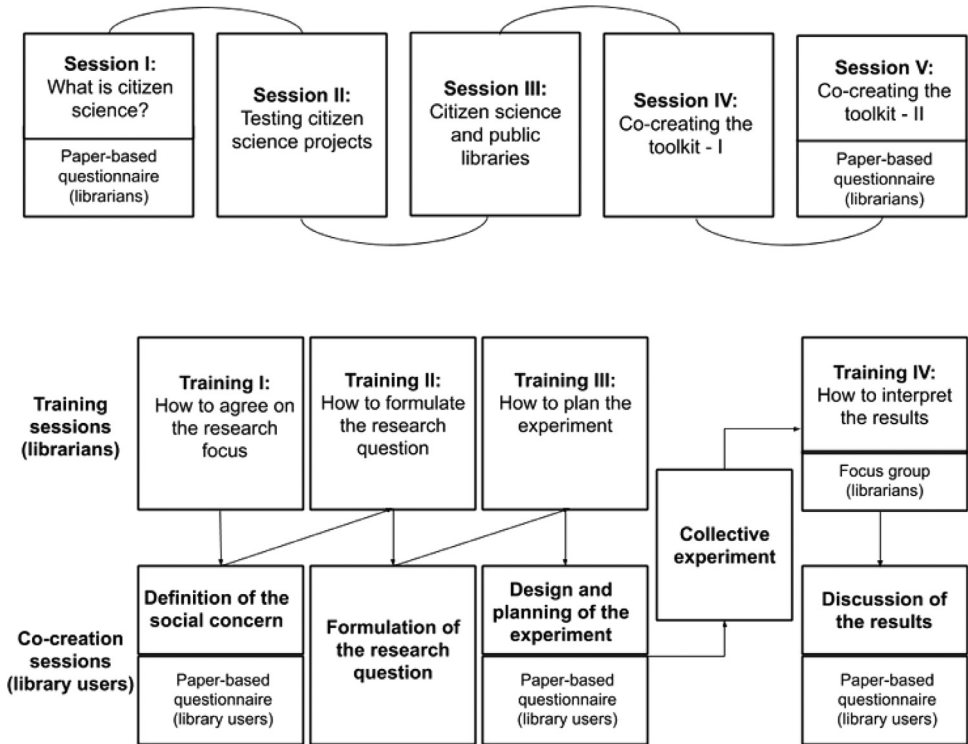 Session I:
What is citizen
science?
Paper-based
questionnaire
(librarians)
Session II:
Testing citizen
science projects
Session III:
Citizen science
and public
libraries
Session IV:
Co-creating the
toolkit - I
Session V:
Co-creating the
toolkit - II
Paper-based
questionnaire
(librarians)
Training
sessions
(librarians)
Training I:
How to agree on
the research
focus
Training II:
How to formulate
the research
question
Training III:
How to plan the
experiment
Training IV:
How to interpret
the results
Focus group
(librarians)
Collective
experiment
Co-creation
sessions
(library users)
Definition of the
social concern
Paper-based
questionnaire
(library users)
Formulation of
the research
question
Design and
planning of the
experiment
Paper-based
questionnaire
(library users)
Discussion of
the results
Paper-based
questionnaire
(library users)